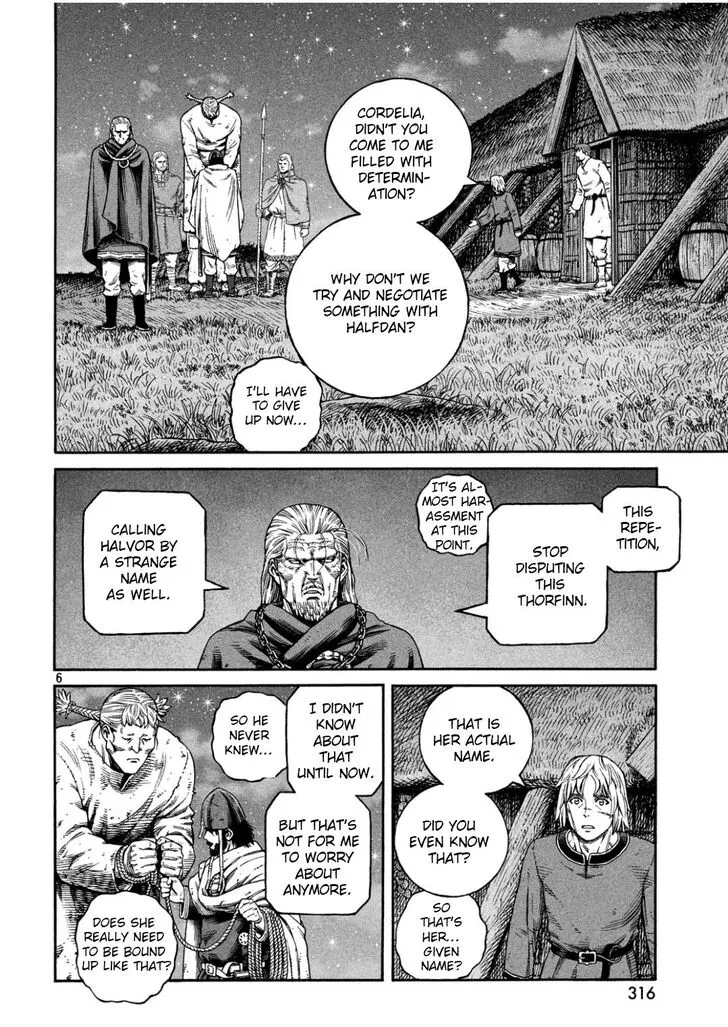 CORDELIA,
DIDN'T YOU
COME TO ME
FILLED WITH
DETERMIN-
ATION?
WHY DON'T WE
TRY AND NEGOTIATE
SOMETHING WITH
HALFDAN?
I'LL HAVE
TO GIVE
UP NOW...
THIS
REPE-
TITION,
STOP
DISPUTING
THIS
THORFINN.
IT'S AL-
MOST HAR-
ASSMENT
AT THIS
POINT.
CALLING
HALVOR BY
A STRANGE
NAME
AS WELL.
6
THAT IS
HER ACTUAL
NAME.
DID YOU
EVEN KNOW
THAT?
SO
THAT'S
HER...
GIVEN
NAME?
I DIDN'T
KNOW
ABOUT
THAT
UNTIL NOW.
BUT THAT'S
NOT FOR ME
TO WORRY
ABOUT
ANYMORE.
SO HE
NEVER
KNEW...
DOES SHE
REALLY NEED
TO BE BOUND
UP LIKE THAT?
316